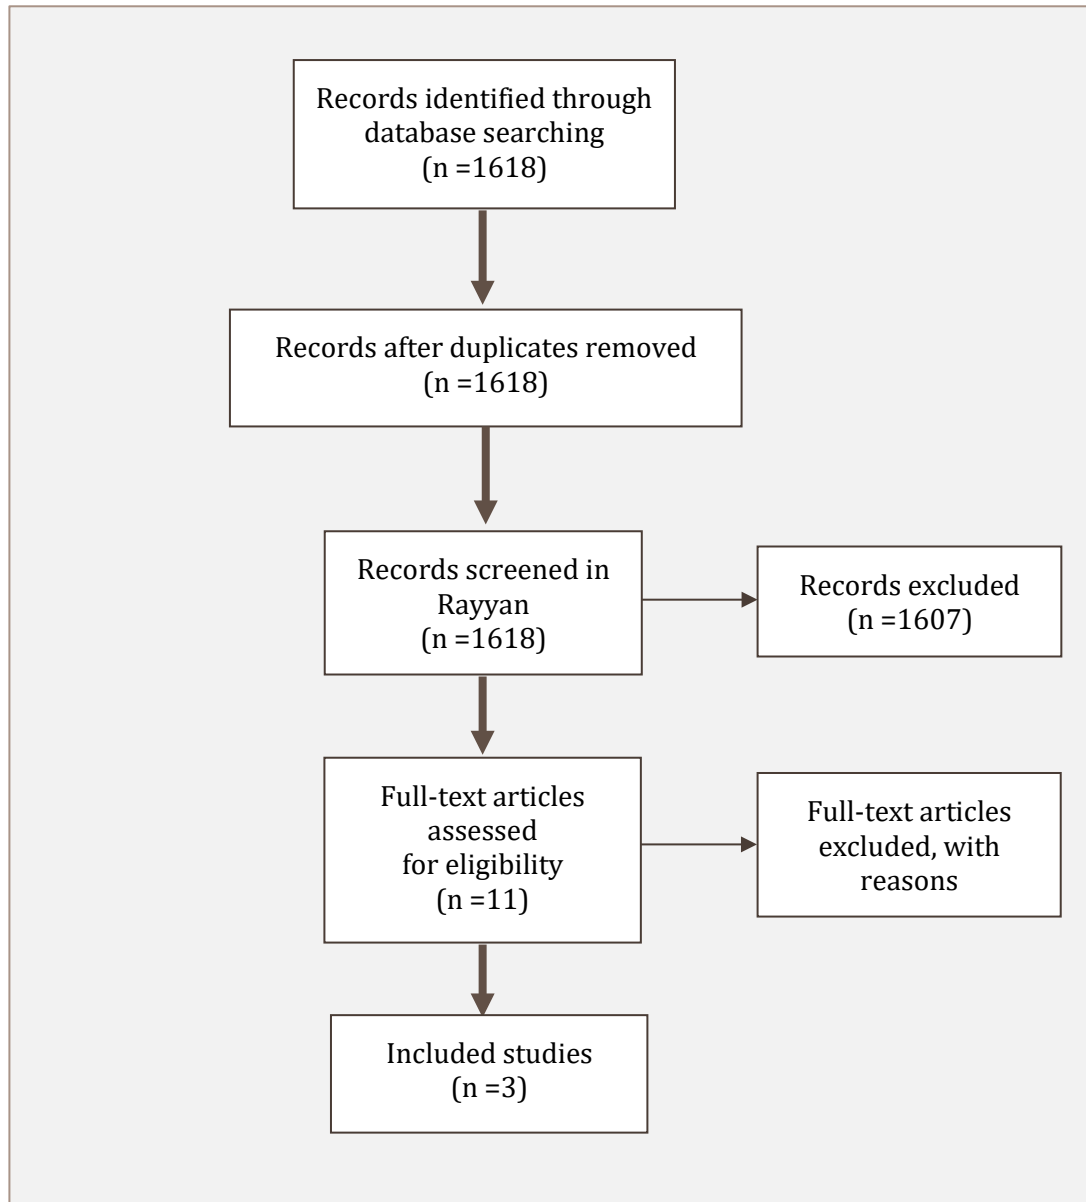 Records identified through
database searching
(n =1618)
Records after duplicates removed
(n =1618)
Records screened in
Rayyan
(n =1618)
Records excluded
(n =1607)
Full-text articles
assessed
for eligibility
(n =11)
Full-text articles
excluded, with
reasons
Included studies
(n =3)